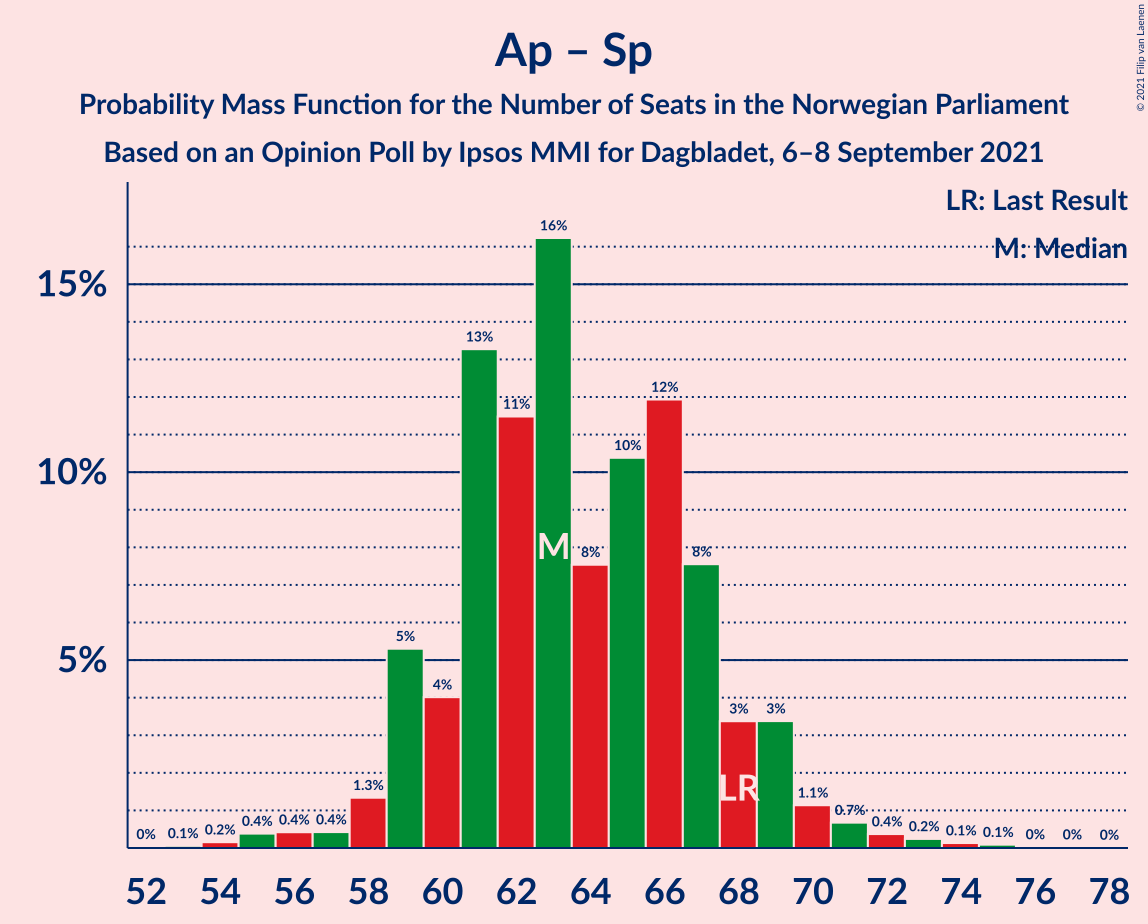 © 2021 Filip van Laenen
Ap – Sp
Probability Mass Function for the Number of Seats in the Norwegian Parliament
Based on an Opinion Poll by Ipsos MMI for Dagbladet, 6–8 September 2021
LR: Last Result
M: Median
15%
10%
5%
0% 0.1% 0.2% 0.4% 0.4% 0.4% 1.3% 5% 4% 13% 11% 16% 8% 10% 12% 8% 3% 3% 1.1% 0.7% 0.4% 0.2% 0.1% 0.1% 0% 0% 0%
M
LR
52 54 56 58 60 62 64 66 68 70 72 74 76 78